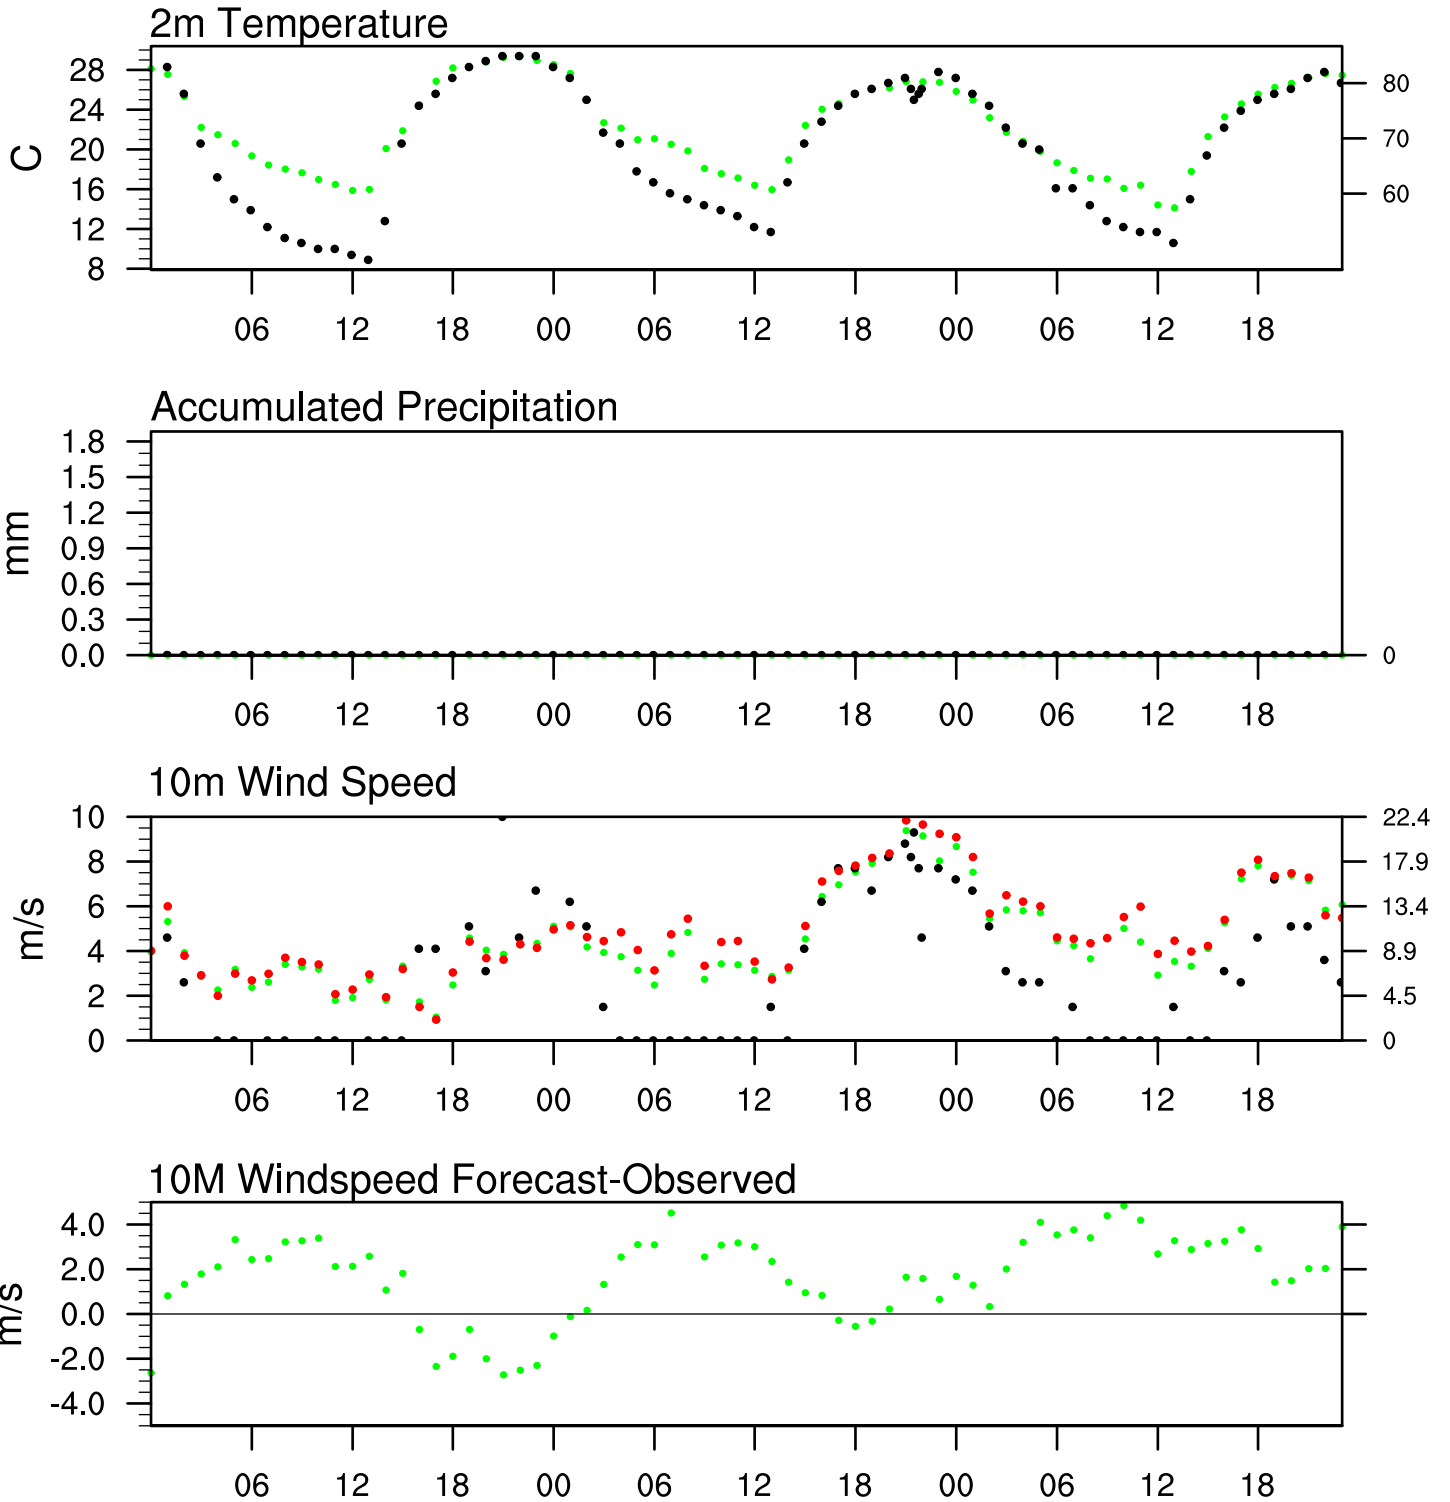 2m Temperature
28
24
20
16
12
8
C
80
70
60
06 12 18 00 06 12 18 00 06 12 18
Accumulated Precipitation
1.8
1.5
1.2
0.9
0.6
0.3
0.0
mm
0
06 12 18 00 06 12 18 00 06 12 18
10m Wind Speed
10
8
6
4
2
0
m/s
22.4
17.9
13.4
8.9
4.5
0
06 12 18 00 06 12 18 00 06 12 18
10M Windspeed Forecast-Observed
4.0
2.0
0.0
-2.0
-4.0
m/s
06 12 18 00 06 12 18 00 06 12 18